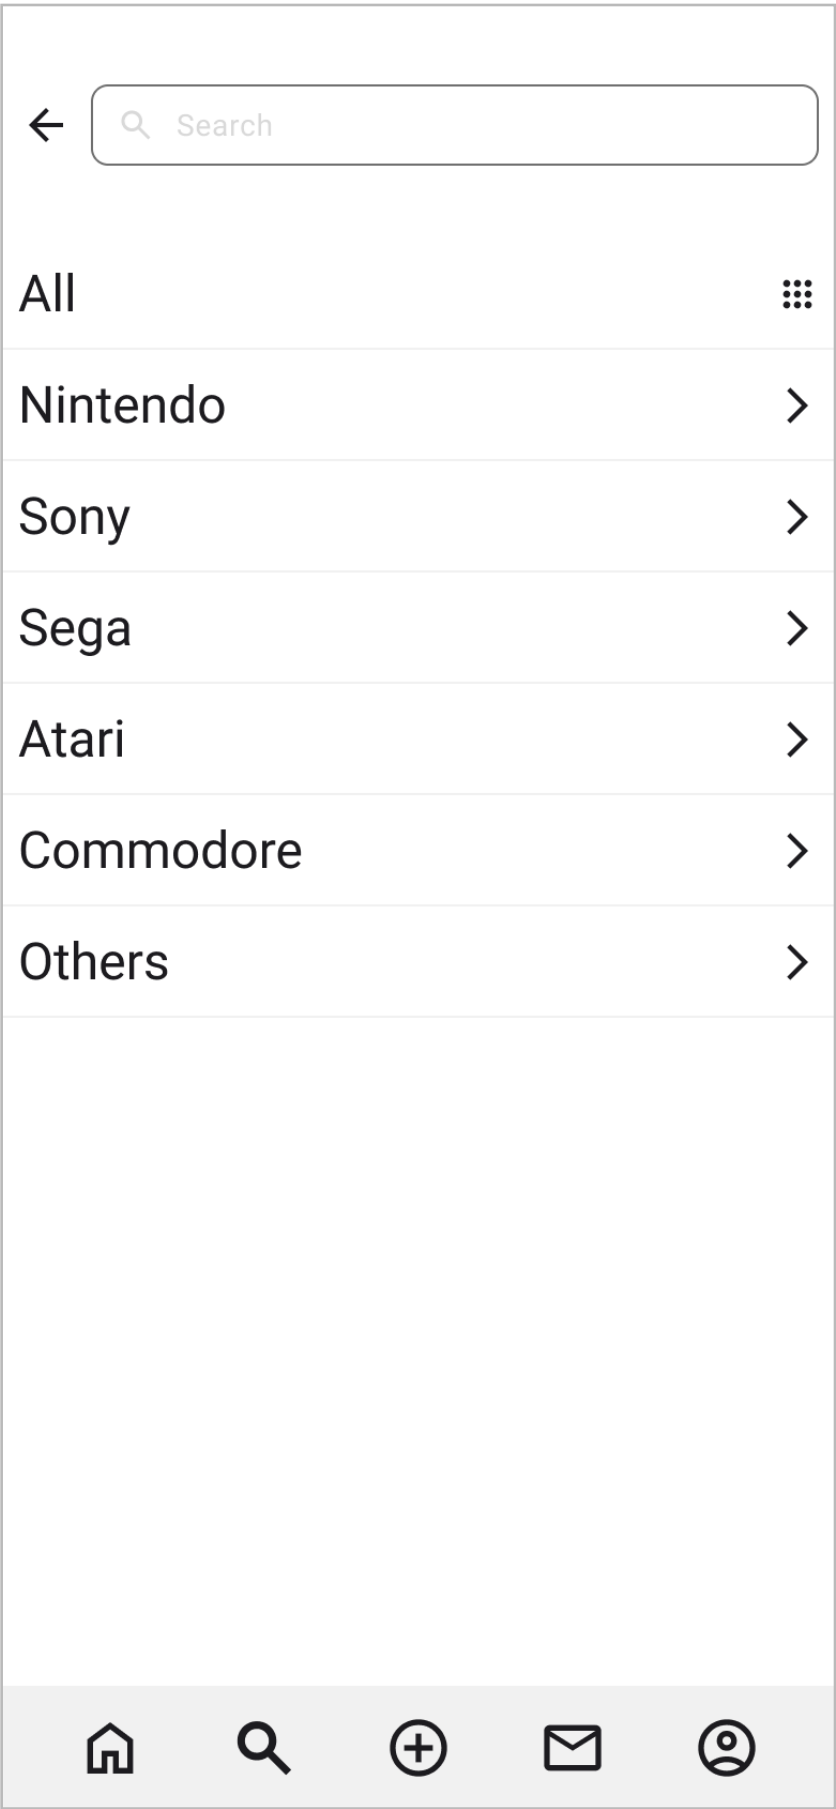 Search
All
Nintendo
Sony
Sega
Atari
Commodore
Others